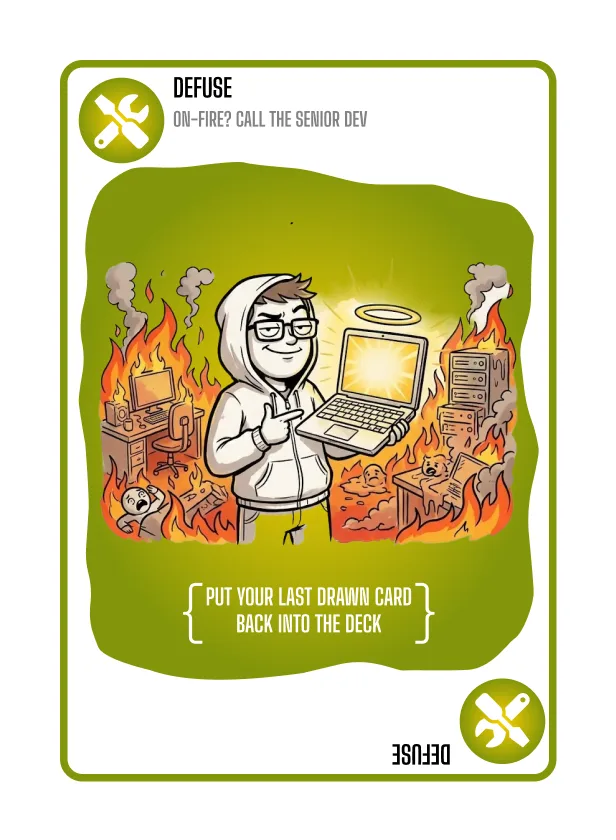 DEFUSE
ON-FIRE? CALL THE SENIOR DEV
PUT YOUR LAST DRAWN CARD
BACK INTO THE DECK
DEFUSE